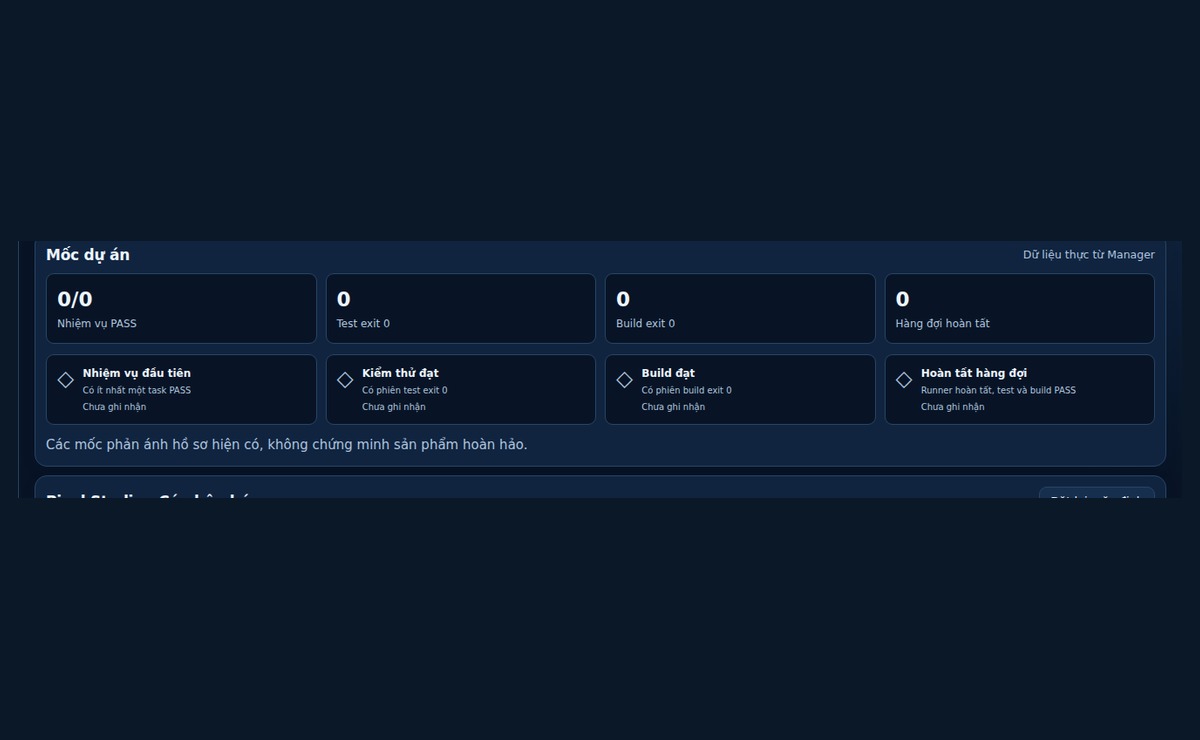 Mốc dự án
Dữ liệu thực từ Manager
0/0
Nhiệm vụ PASS
0
Test exit 0
0
Build exit 0
0
Hàng đợi hoàn tất
Nhiệm vụ đầu tiên
Có ít nhất một task PASS
Chưa ghi nhận
Kiểm thử đạt
Có phiên test exit 0
Chưa ghi nhận
Build đạt
Có phiên build exit 0
Chưa ghi nhận
Hoàn tất hàng đợi
Runner hoàn tất, test và build PASS
Chưa ghi nhận
Các mốc phản ánh hồ sơ hiện có, không chứng minh sản phẩm hoàn hảo.